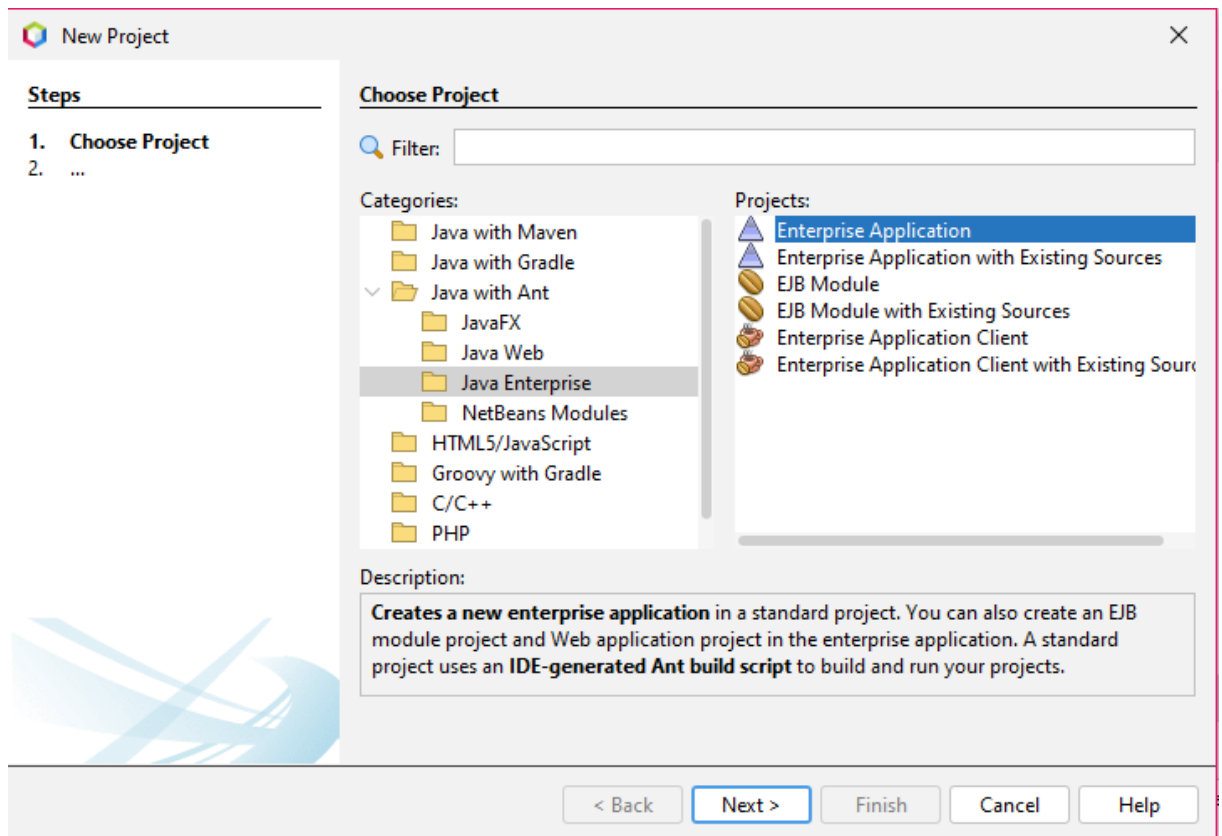 New Project
Steps
1. Choose Project
2. ...
Choose Project
Filter:
Categories:
Java with Maven
Java with Gradle
Java with Ant
JavaFX
Java Web
Java Enterprise
NetBeans Modules
HTML5/JavaScript
Groovy with Gradle
C/C++
PHP
Projects:
Enterprise Application
Enterprise Application with Existing Sources
EJB Module
EJB Module with Existing Sources
Enterprise Application Client
Enterprise Application Client with Existing Sourc
Description:
Creates a new enterprise application in a standard project. You can also create an EJB
module project and Web application project in the enterprise application. A standard
project uses an IDE-generated Ant build script to build and run your projects.
< Back
Next >
Finish
Cancel
Help